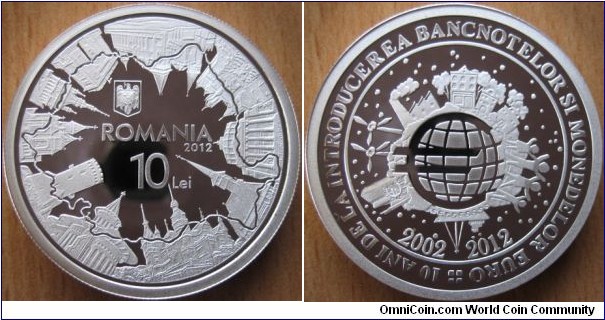 ROMANIA
2012
10
Lei
10 ANI DE LA INTRODUCEREA BANCNOTELOR SI MONEDELOR EURO
2002 2012
OmniCoin.com World Coin Community